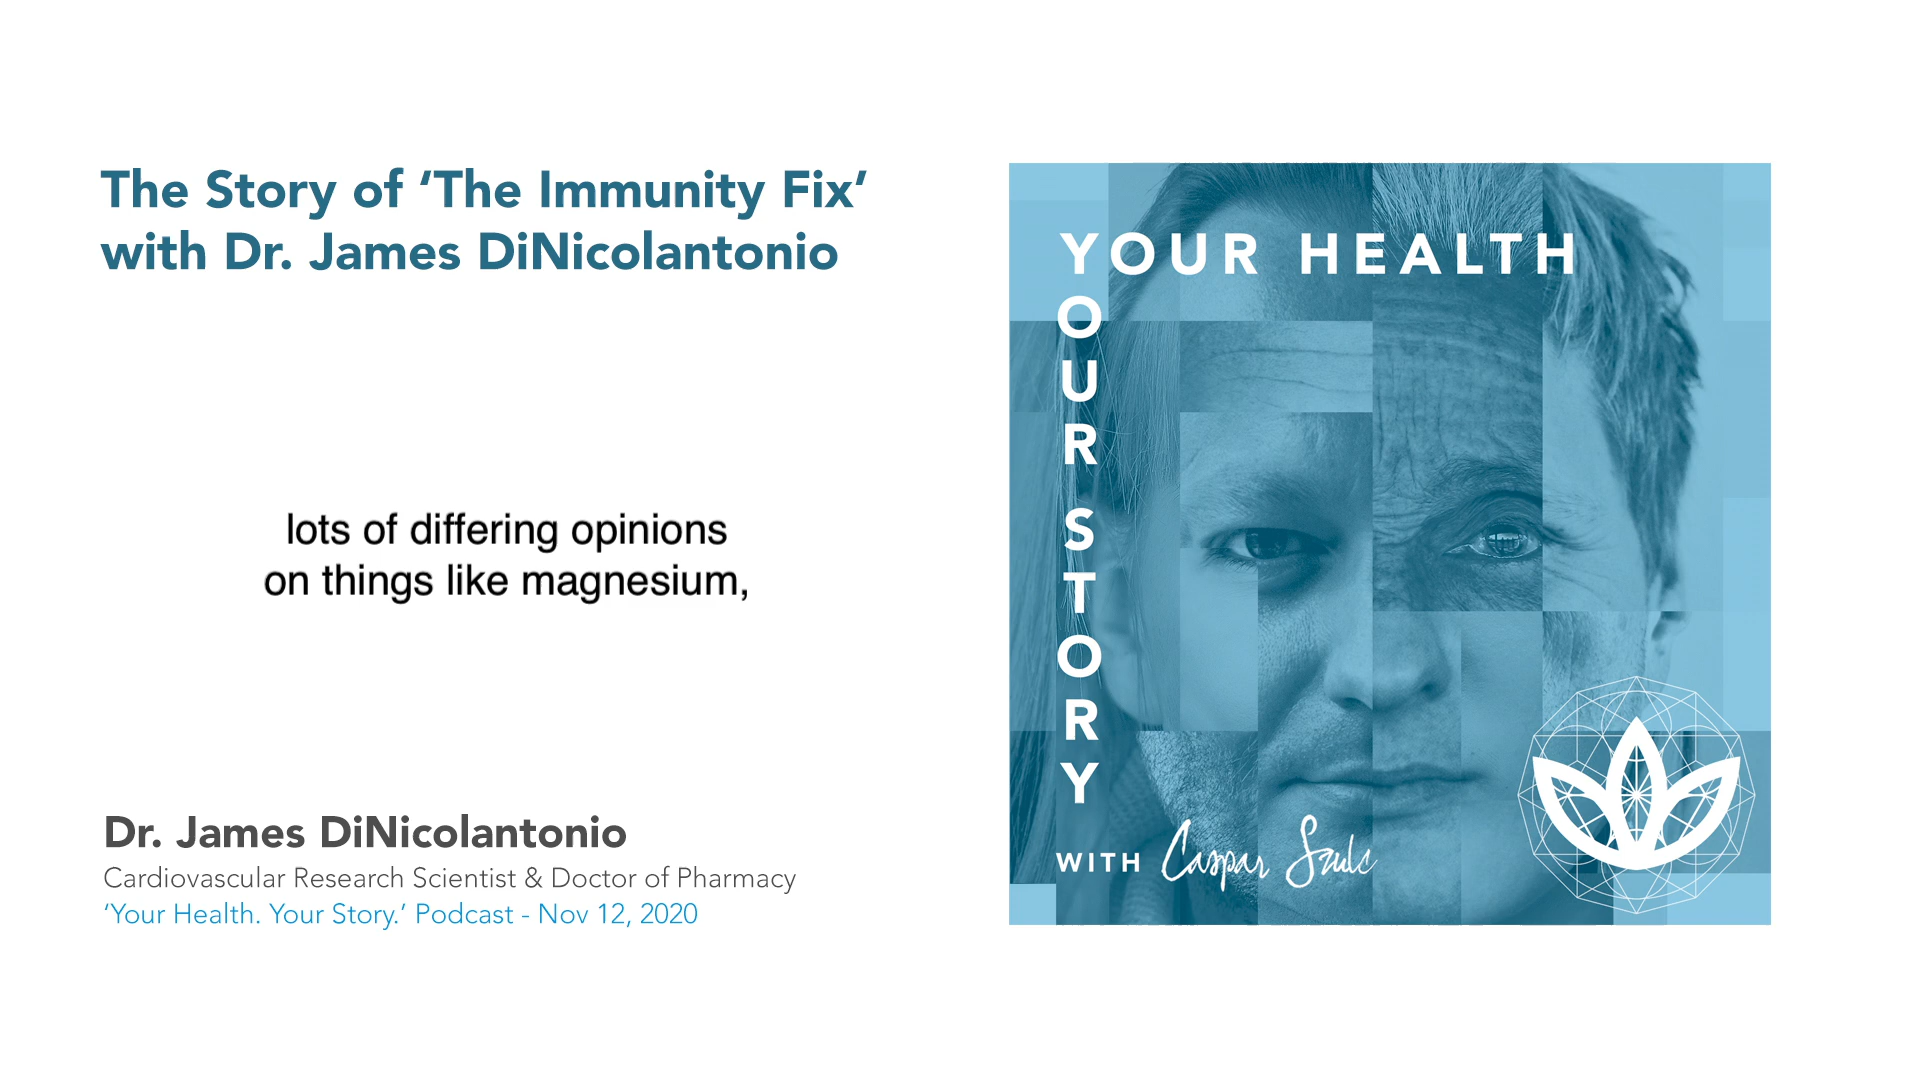 The Story of ‘The Immunity Fix’
with Dr. James DiNicolantonio
lots of differing opinions
on things like magnesium,
Dr. James DiNicolantonio
Cardiovascular Research Scientist & Doctor of Pharmacy
‘Your Health. Your Story.’ Podcast - Nov 12, 2020
YOUR HEALTH
YOUR STORY
WITH Caspar Szulc